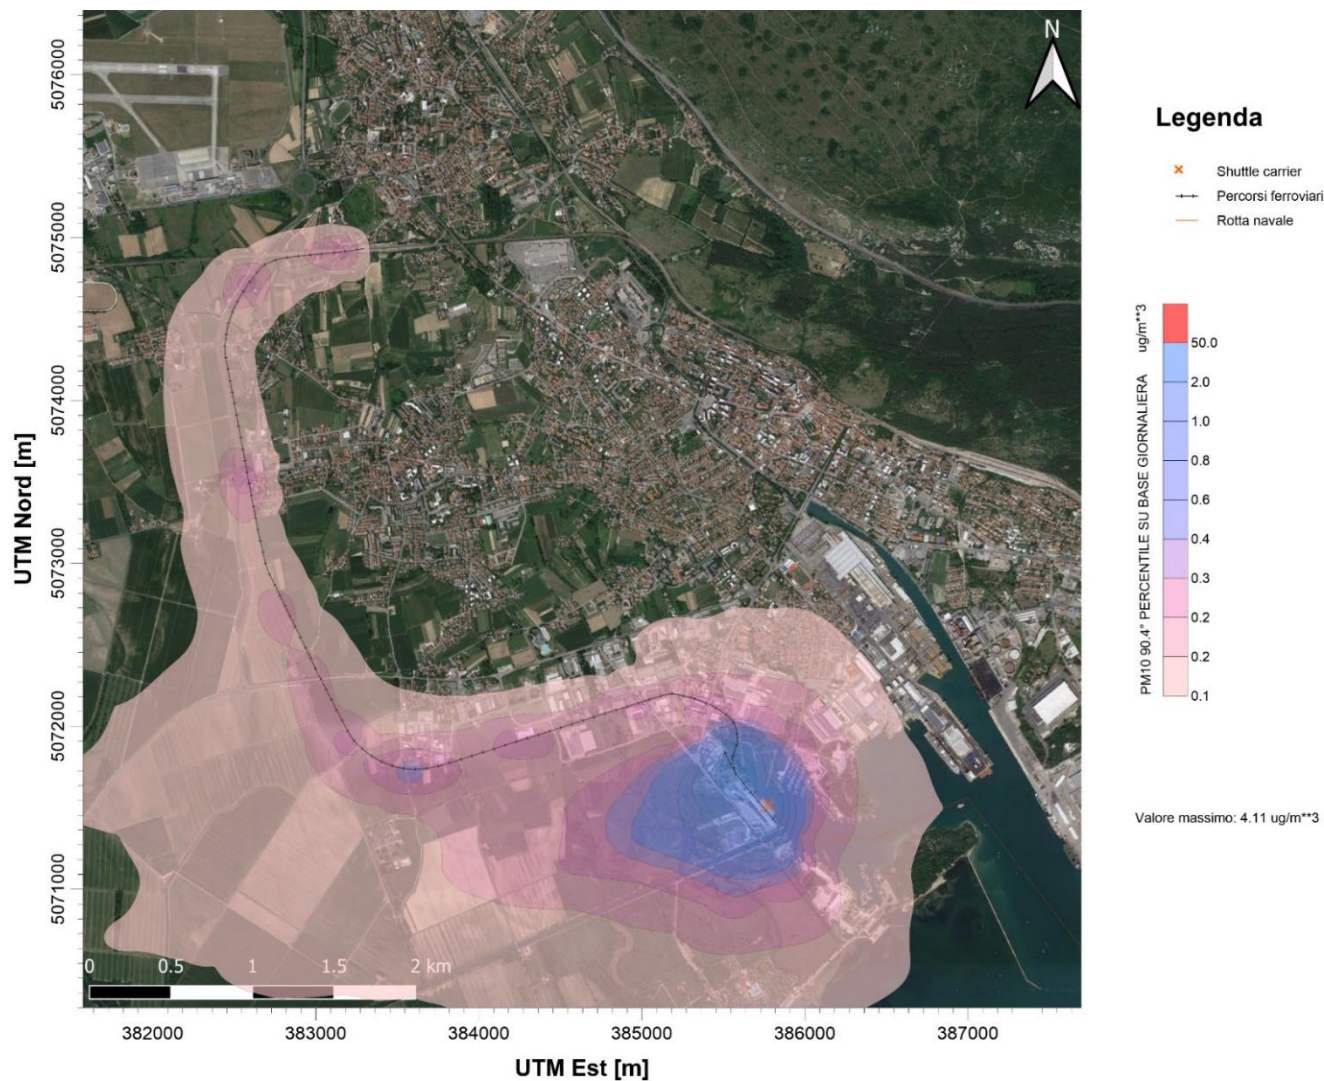 N
Legenda
Shuttle carrier
Percorsi ferroviari
Rotta navale
PM10 90.4° PERCENTILE SU BASE GIORNALIERA ug/m**3
50.0
2.0
1.0
0.8
0.6
0.4
0.3
0.2
0.2
0.1
Valore massimo: 4.11 ug/m**3
UTM Nord [m]
5076000
5075000
5074000
5073000
5072000
5071000
0 0.5 1 1.5 2 km
382000 383000 384000 385000 386000 387000
UTM Est [m]